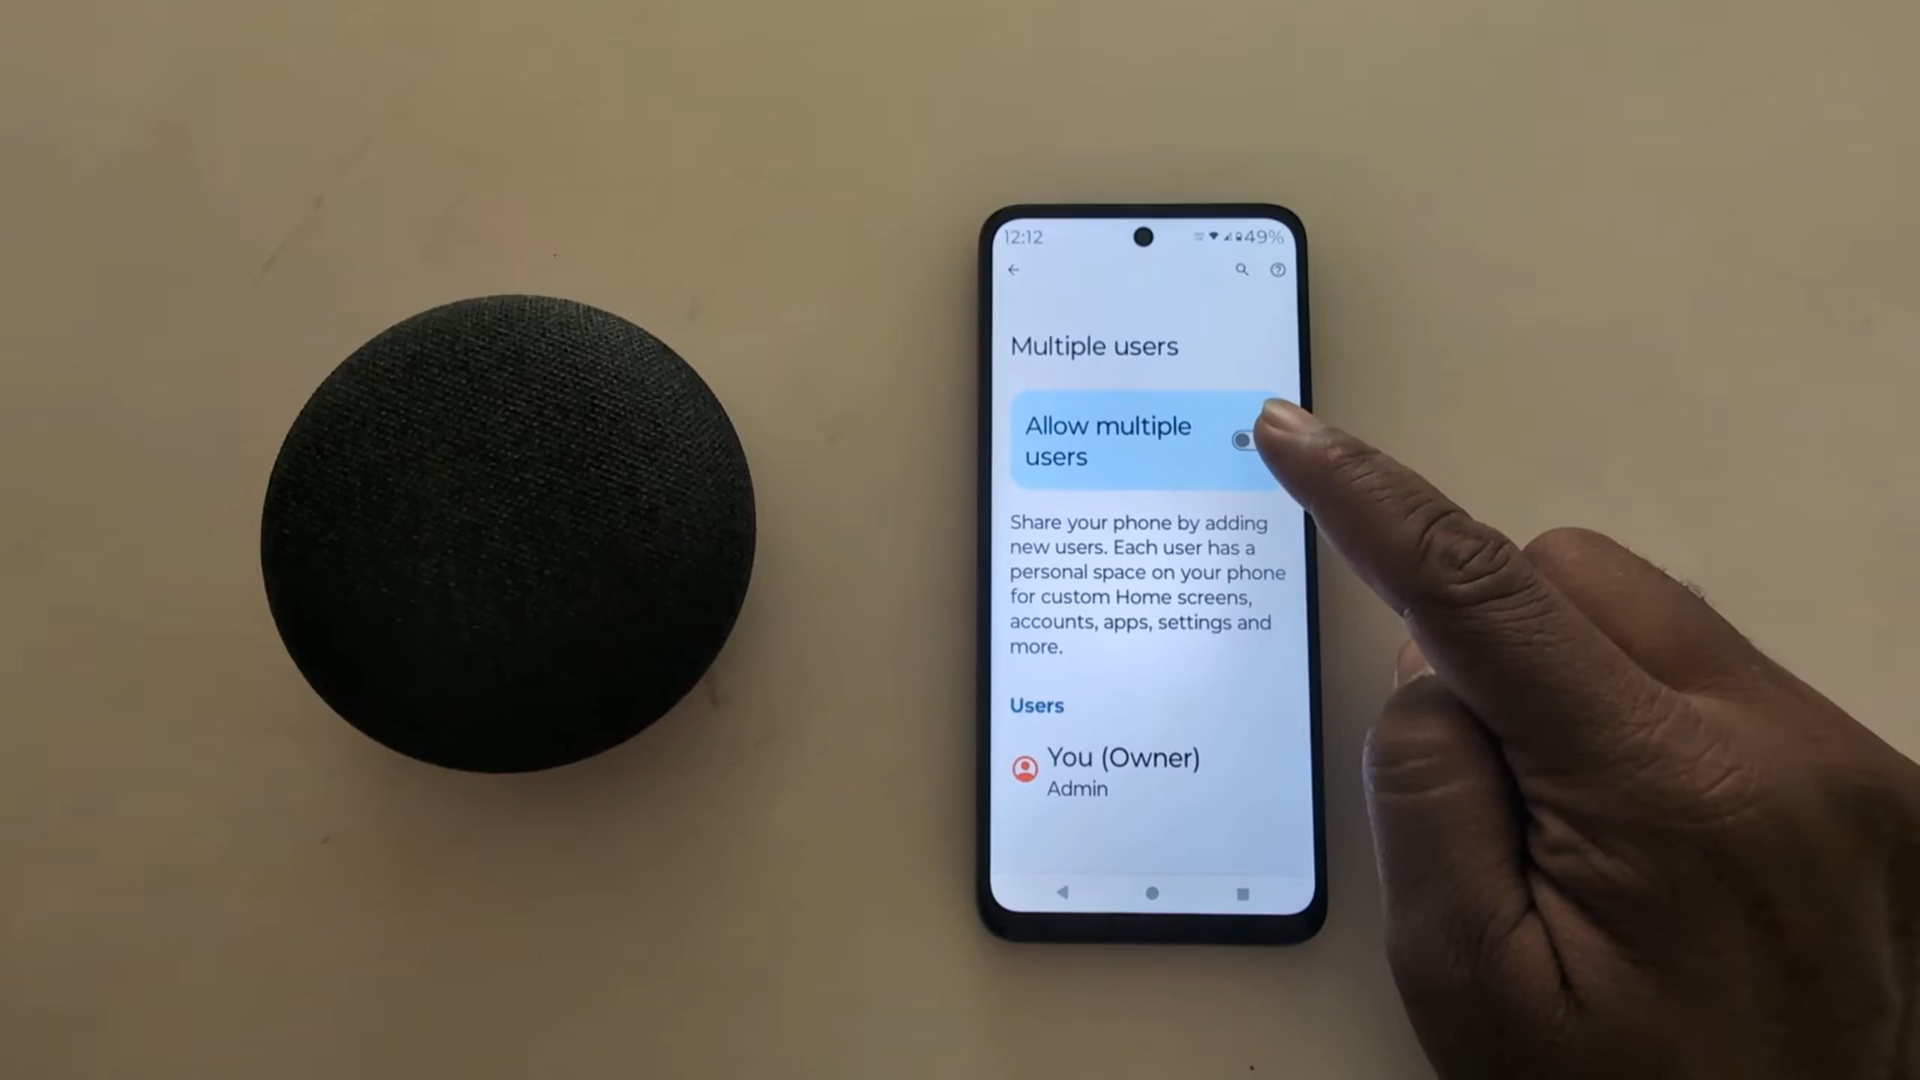 12:12
49%
Multiple users
Allow multiple
users
Share your phone by adding
new users. Each user has a
personal space on your phone
for custom Home screens,
accounts, apps, settings and
more.
Users
You (Owner)
Admin